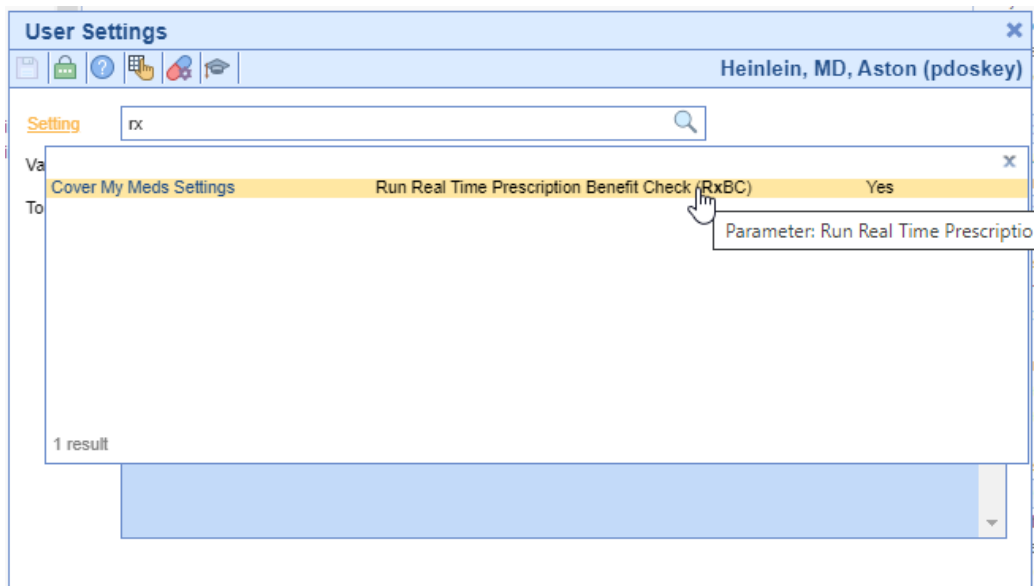 User Settings
Heinlein, MD, Aston (pdoskey)
Setting
rx
Va
Cover My Meds Settings Run Real Time Prescription Benefit Check (RxBC) Yes
To
Parameter: Run Real Time Prescriptio
1 result